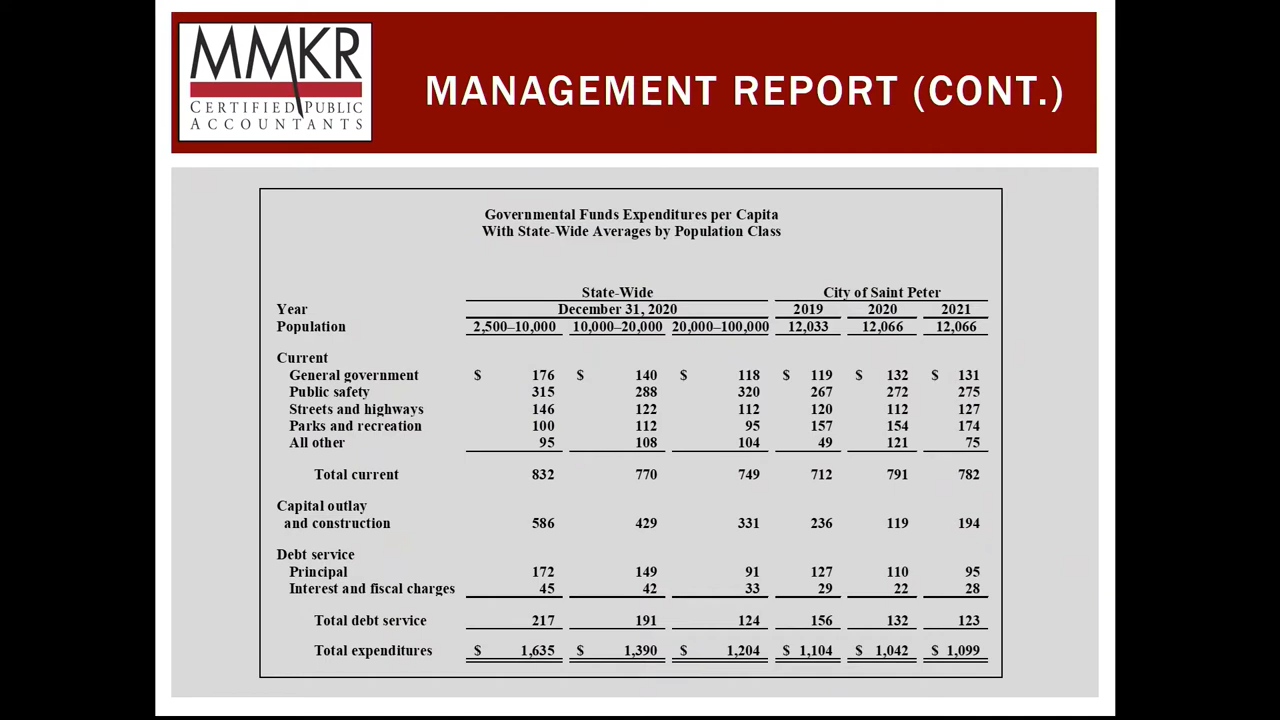 MMKR
CERTIFIED PUBLIC
ACCOUNTANTS
MANAGEMENT REPORT (CONT.)
Governmental Funds Expenditures per Capita
With State-Wide Averages by Population Class
State-Wide City of Saint Peter
Year December 31, 2020 2019 2020 2021
Population 2,500–10,000 10,000–20,000 20,000–100,000 12,033 12,066 12,066
Current
General government $ 176 $ 140 $ 118 $ 119 $ 132 $ 131
Public safety 315 288 320 267 272 275
Streets and highways 146 122 112 120 112 127
Parks and recreation 100 112 95 157 154 174
All other 95 108 104 49 121 75
Total current 832 770 749 712 791 782
Capital outlay
and construction 586 429 331 236 119 194
Debt service
Principal 172 149 91 127 110 95
Interest and fiscal charges 45 42 33 29 22 28
Total debt service 217 191 124 156 132 123
Total expenditures $ 1,635 $ 1,390 $ 1,204 $ 1,104 $ 1,042 $ 1,099